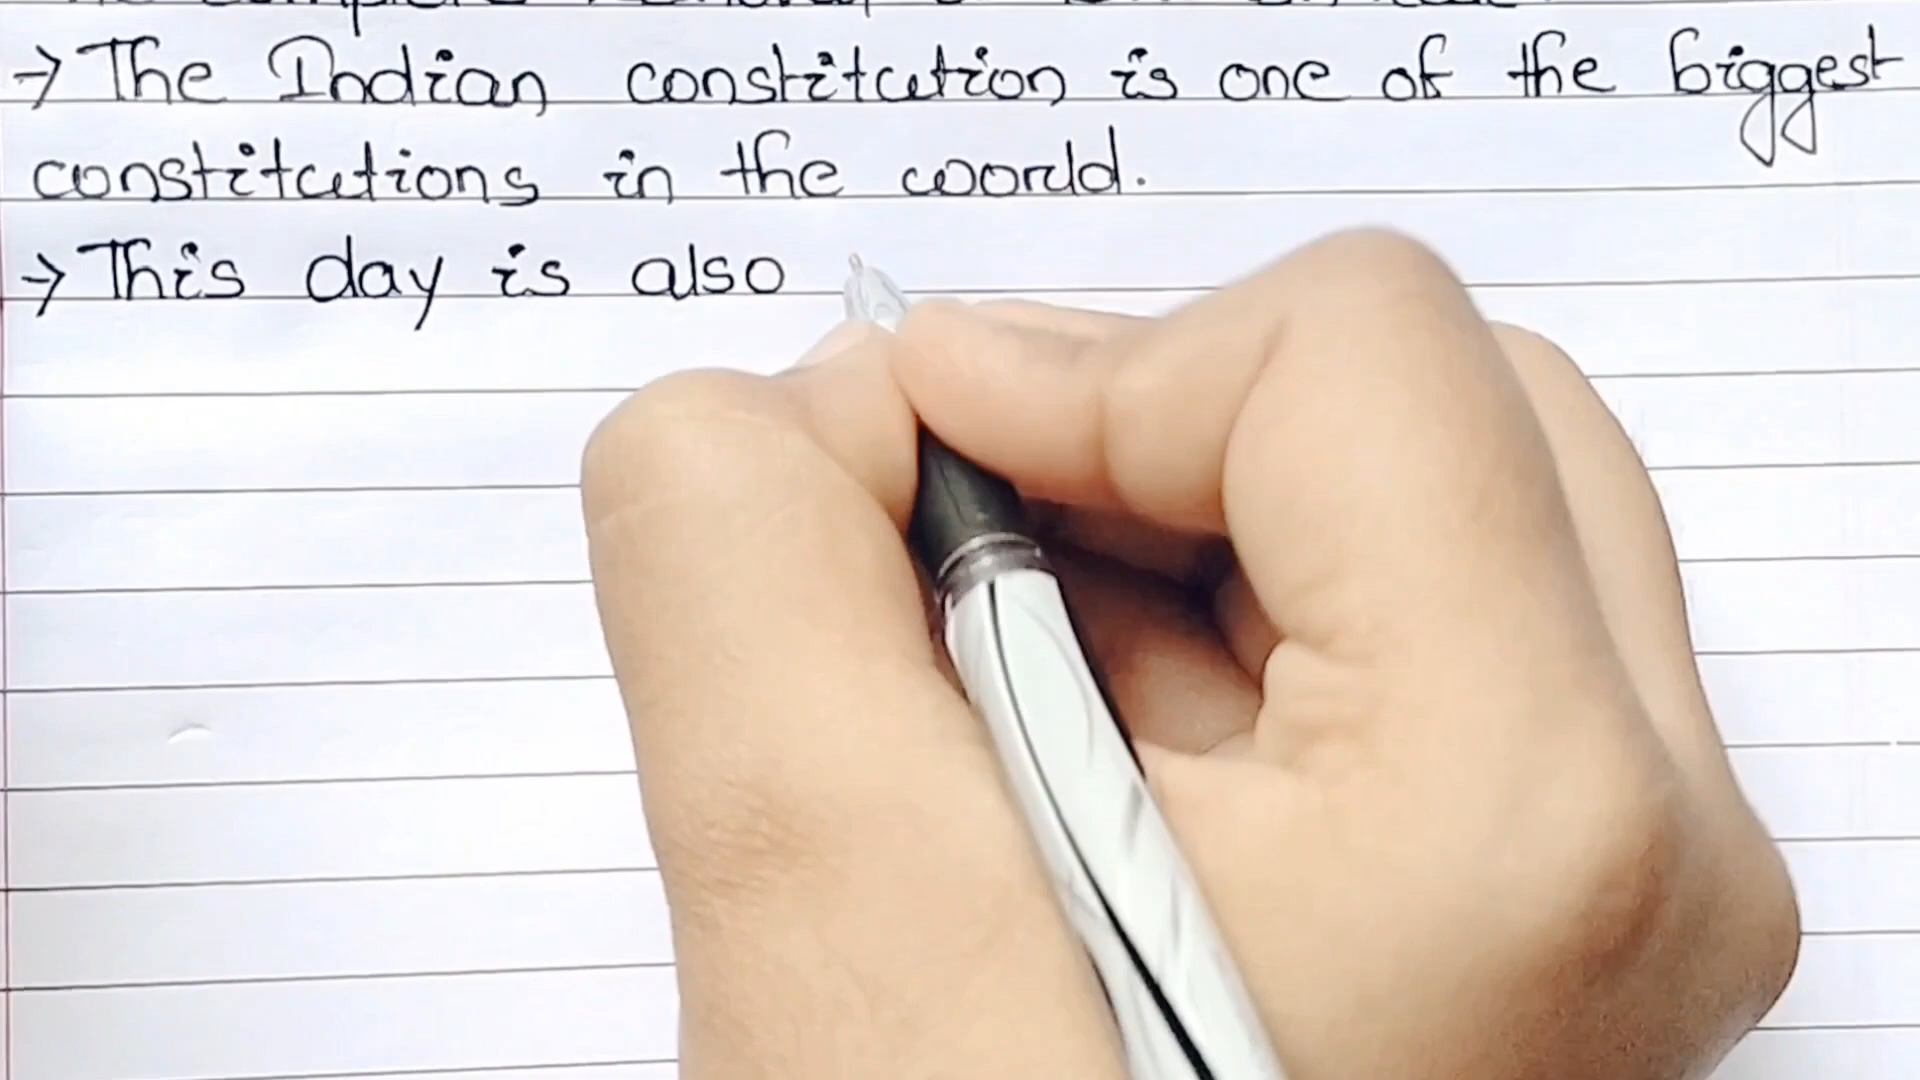 → The Indian constitution is one of the biggest
constitutions in the world.
→ This day is also